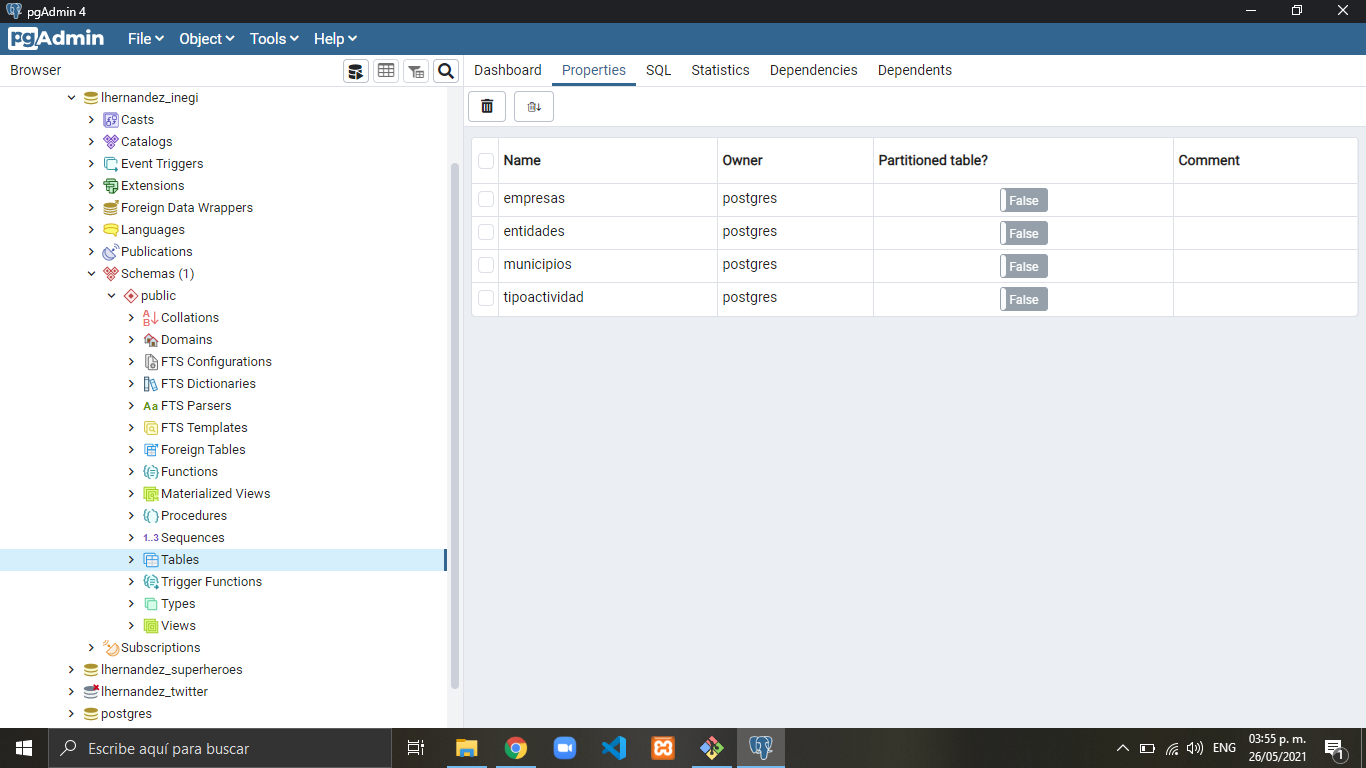 pgAdmin 4
pgAdmin File Object Tools Help
Browser
Dashboard Properties SQL Statistics Dependencies Dependents
lhernandez_inegi
Casts
Catalogs
Event Triggers
Extensions
Foreign Data Wrappers
Languages
Publications
Schemas (1)
public
Collations
Domains
FTS Configurations
FTS Dictionaries
Aa FTS Parsers
FTS Templates
Foreign Tables
Functions
Materialized Views
Procedures
1..3 Sequences
Tables
Trigger Functions
Types
Views
Subscriptions
lhernandez_superheroes
lhernandez_twitter
postgres
Name Owner Partitioned table? Comment
empresas postgres False
entidades postgres False
municipios postgres False
tipoactividad postgres False
Escribe aquí para buscar
ENG
03:55 p. m.
26/05/2021
1